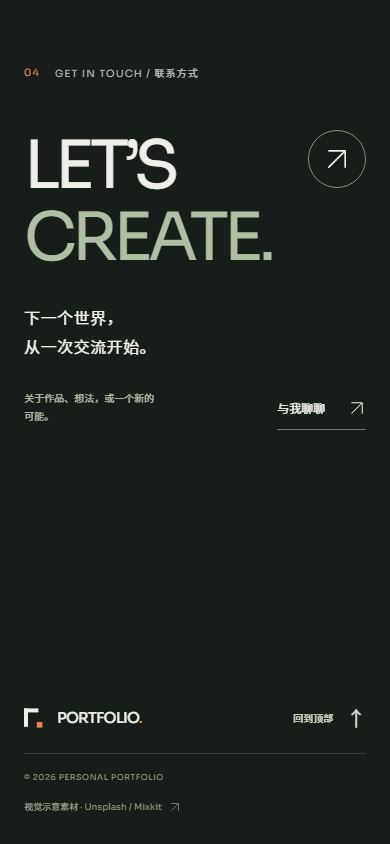 04 GET IN TOUCH / 联系方式
LET’S
CREATE.
下一个世界，
从一次交流开始。
关于作品、想法，或一个新的
可能。
与我聊聊
PORTFOLIO.
回到顶部
© 2026 PERSONAL PORTFOLIO
视觉示意素材 · Unsplash / Mixkit